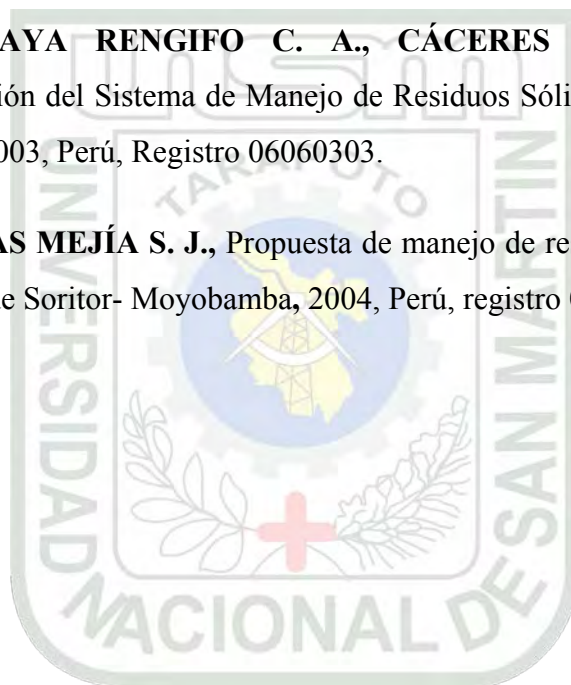 AYA RENGIFO C. A., CÁCERES
ión del Sistema de Manejo de Residuos Sóli
003, Perú, Registro 06060303.
AS MEJÍA S. J., Propuesta de manejo de re
e Soritor- Moyobamba, 2004, Perú, registro
unsm
TARAPOTO
UNIVERSIDAD
NACIONAL DE
SAN MARTIN